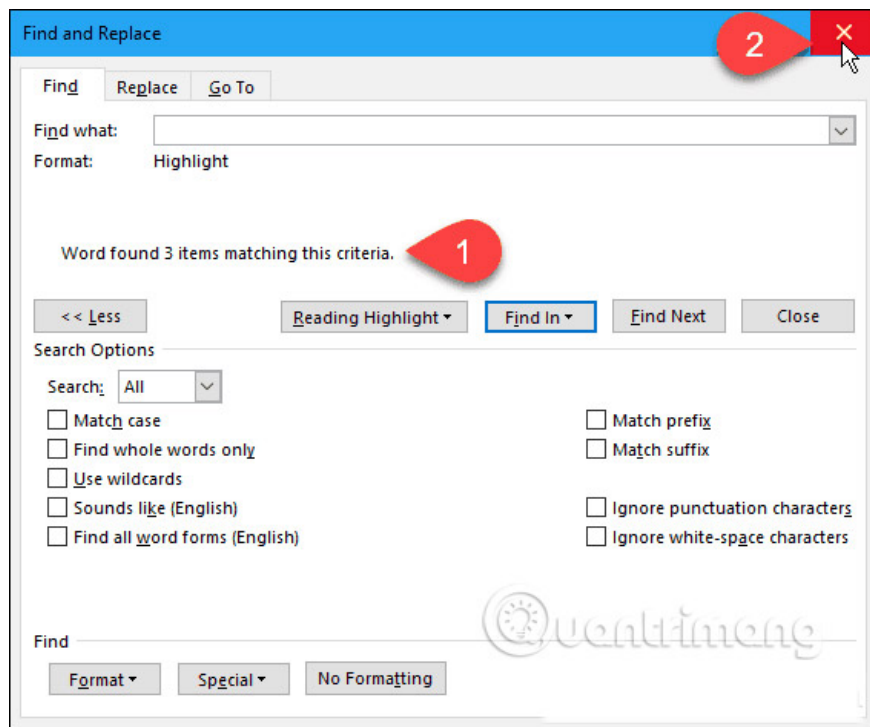 Find and Replace
2
Find
Replace
Go To
Find what:
Format: Highlight
Word found 3 items matching this criteria.
1
<< Less
Reading Highlight
Find In
Find Next
Close
Search Options
Search: All
Match case
Match prefix
Find whole words only
Match suffix
Use wildcards
Sounds like (English)
Ignore punctuation characters
Find all word forms (English)
Ignore white-space characters
Quantrimang
Find
Format
Special
No Formatting